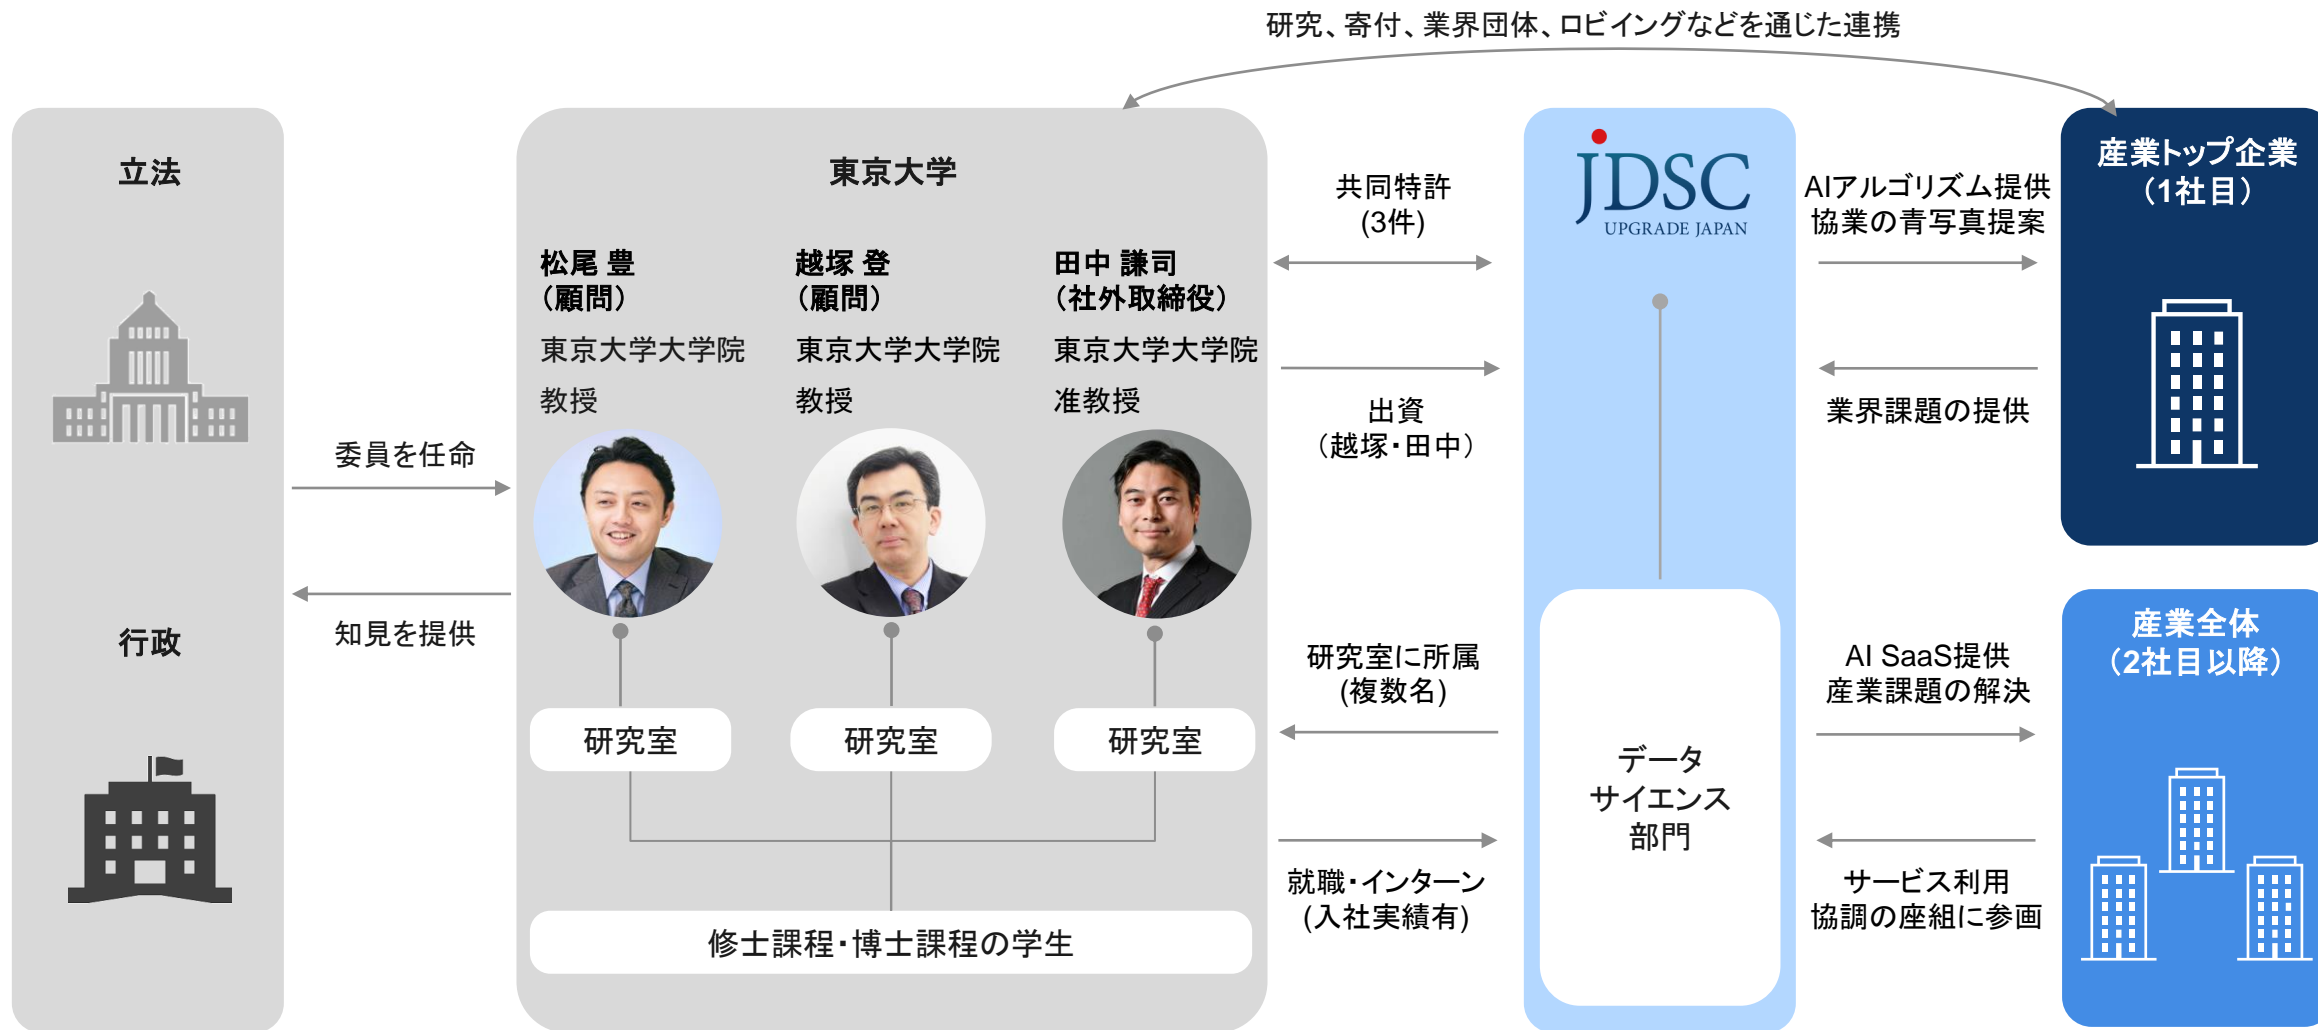 研究、寄付、業界団体、ロビイングなどを通じた連携
立法
行政
委員を任命
知見を提供
東京大学
松尾 豊
（顧問）
東京大学大学院
教授
越塚 登
（顧問）
東京大学大学院
教授
田中 謙司
（社外取締役）
東京大学大学院
准教授
研究室
研究室
研究室
修士課程・博士課程の学生
共同特許
(3件)
出資
（越塚・田中）
研究室に所属
(複数名)
就職・インターン
(入社実績有)
JDSC
UPGRADE JAPAN
データ
サイエンス
部門
AIアルゴリズム提供
協業の青写真提案
業界課題の提供
AI SaaS提供
産業課題の解決
サービス利用
協調の座組に参画
産業トップ企業
（1社目）
産業全体
（2社目以降）